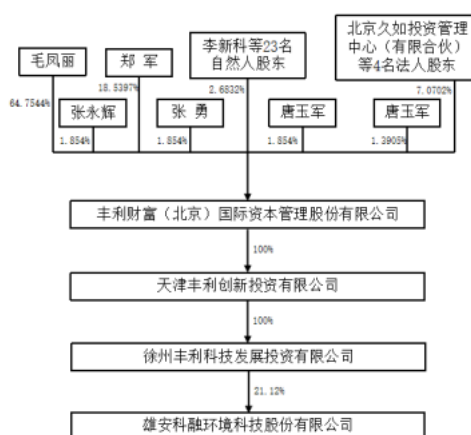 毛凤丽
郑 军
李新科等23名
自然人股东
北京久如投资管理
中心（有限合伙）
等4名法人股东
64.7544%
18.5397%
2.6832%
7.0702%
张永辉
张 勇
唐玉军
唐玉军
1.854%
1.854%
1.854%
1.3905%
丰利财富（北京）国际资本管理股份有限公司
100%
天津丰利创新投资有限公司
100%
徐州丰利科技发展投资有限公司
21.12%
雄安科融环境科技股份有限公司